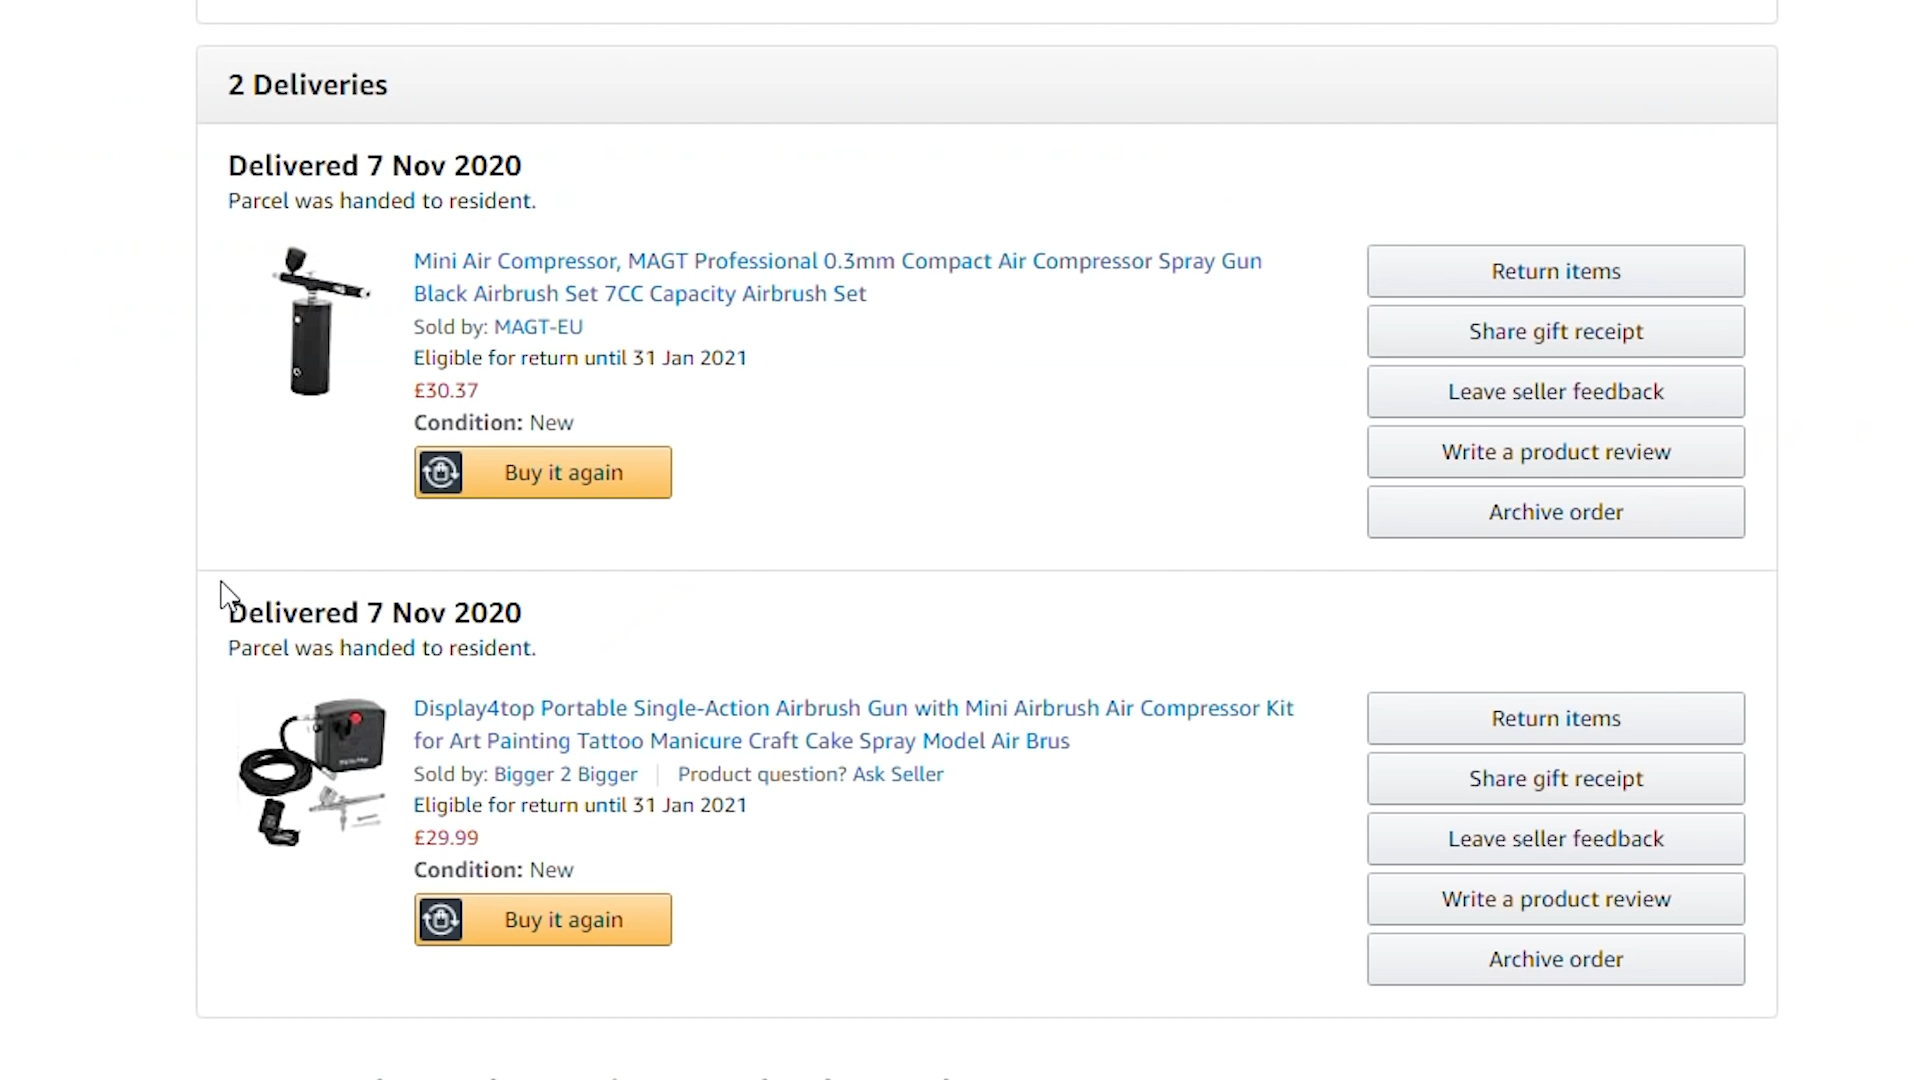 2 Deliveries
Delivered 7 Nov 2020
Parcel was handed to resident.
Mini Air Compressor, MAGT Professional 0.3mm Compact Air Compressor Spray Gun
Black Airbrush Set 7CC Capacity Airbrush Set
Sold by: MAGT-EU
Eligible for return until 31 Jan 2021
£30.37
Condition: New
Buy it again
Return items
Share gift receipt
Leave seller feedback
Write a product review
Archive order
Delivered 7 Nov 2020
Parcel was handed to resident.
Display4top Portable Single-Action Airbrush Gun with Mini Airbrush Air Compressor Kit
for Art Painting Tattoo Manicure Craft Cake Spray Model Air Brus
Sold by: Bigger 2 Bigger | Product question? Ask Seller
Eligible for return until 31 Jan 2021
£29.99
Condition: New
Buy it again
Return items
Share gift receipt
Leave seller feedback
Write a product review
Archive order